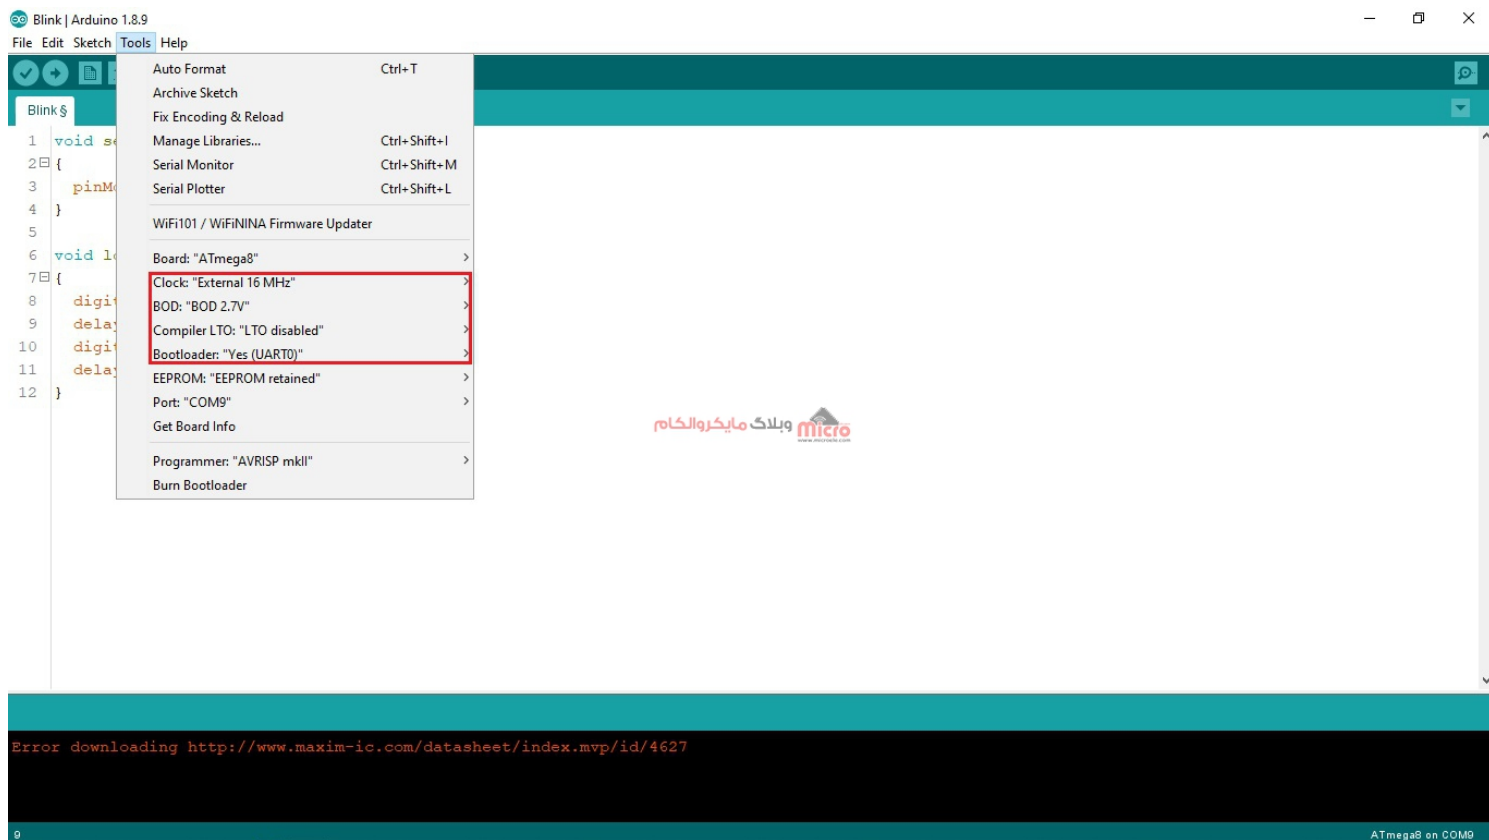 Blink | Arduino 1.8.9
File Edit Sketch Tools Help
Blink §
Auto Format Ctrl+T
Archive Sketch
Fix Encoding & Reload
Manage Libraries... Ctrl+Shift+I
Serial Monitor Ctrl+Shift+M
Serial Plotter Ctrl+Shift+L
WiFi101 / WiFiNINA Firmware Updater
Board: "ATmega8"
Clock: "External 16 MHz"
BOD: "BOD 2.7V"
Compiler LTO: "LTO disabled"
Bootloader: "Yes (UART0)"
EEPROM: "EEPROM retained"
Port: "COM9"
Get Board Info
Programmer: "AVRISP mkII"
Burn Bootloader
1 void se
2 {
3 pinMo
4 }
5
6 void lo
7 {
8 digit
9 delay
10 digit
11 delay
12 }
وبلاگ مایکروالکام
micro
Error downloading http://www.maxim-ic.com/datasheet/index.mvp/id/4627
9
ATmega8 on COM9